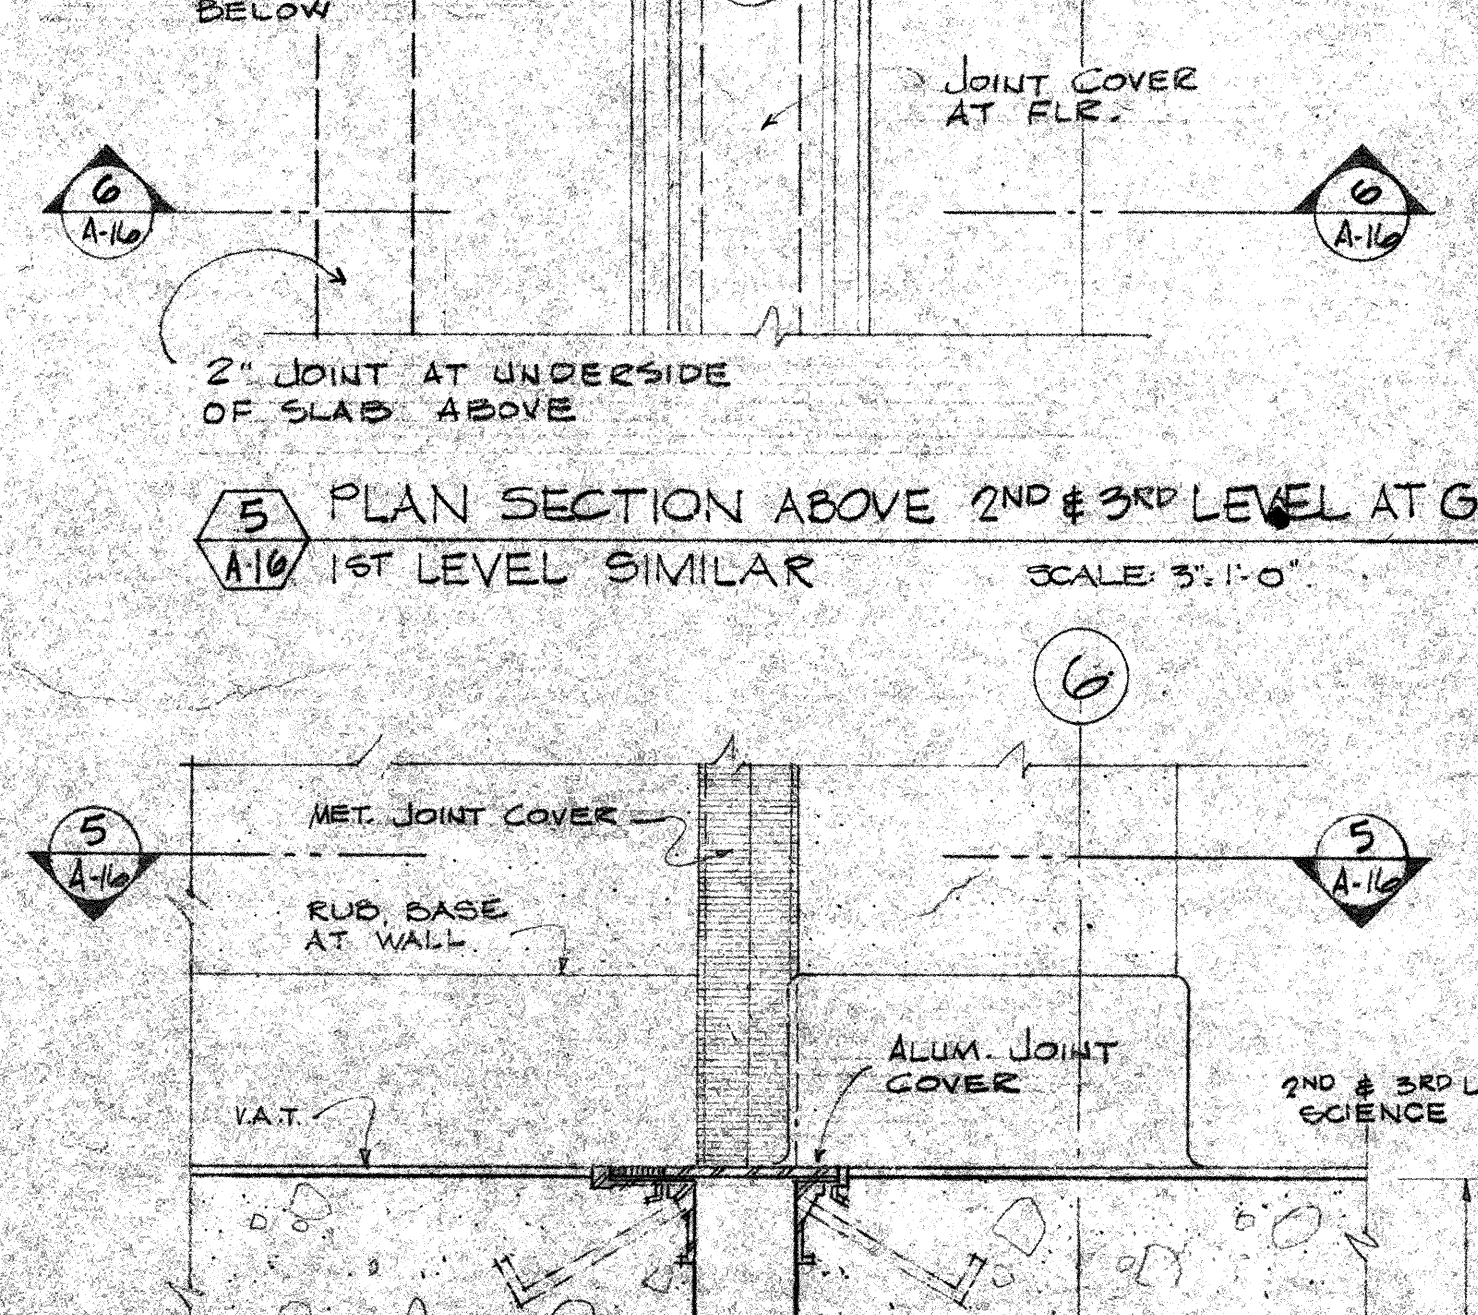 BELOW
JOINT COVER
AT FLR.
6
A-16
6
A-16
2" JOINT AT UNDERSIDE
OF SLAB ABOVE
5
A-16
PLAN SECTION ABOVE 2ND & 3RD LEVEL AT G
1ST LEVEL SIMILAR
SCALE: 3"=1'-0"
6
MET. JOINT COVER
5
A-16
5
A-16
RUB. BASE
AT WALL
ALUM. JOINT
COVER
2ND & 3RD L
SCIENCE
V.A.T.